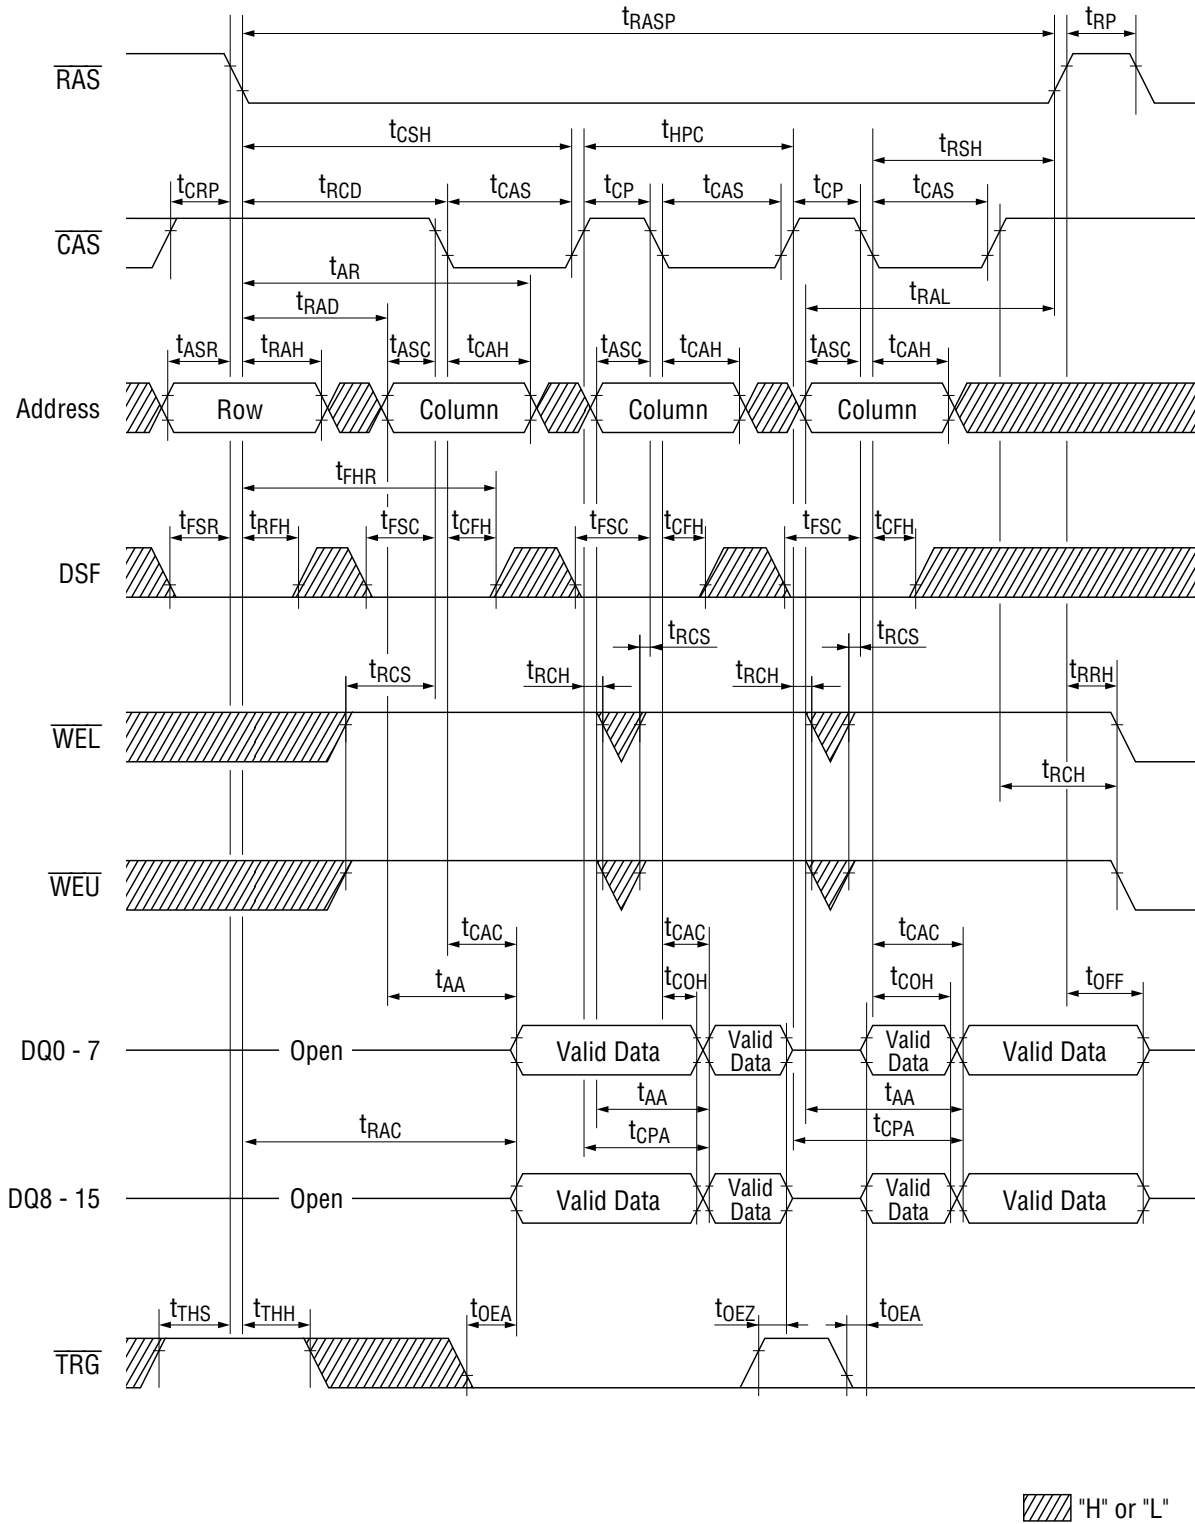 tRASP tRP
RAS
tCSH tHPC tRSH
tCRP tRCD tCAS tCP tCAS tCP tCAS
CAS
tAR
tRAD tRAL
tASR tRAH tASC tCAH tASC tCAH tASC tCAH
Address Row Column Column Column
tFHR
tFSR tRFH tFSC tCFH tFSC tCFH tFSC tCFH
DSF
tRCS tRCS
tRCS tRCH tRCH tRRH
WEL
tRCH
WEU
tCAC tCAC tCAC
tAA tCOH tCOH tOFF
DQ0 - 7 Open Valid Data Valid Data Valid Data Valid Data
tAA tAA
tRAC tCPA tCPA
DQ8 - 15 Open Valid Data Valid Data Valid Data Valid Data
tTHS tTHH tOEA tOEZ tOEA
TRG
"H" or "L"